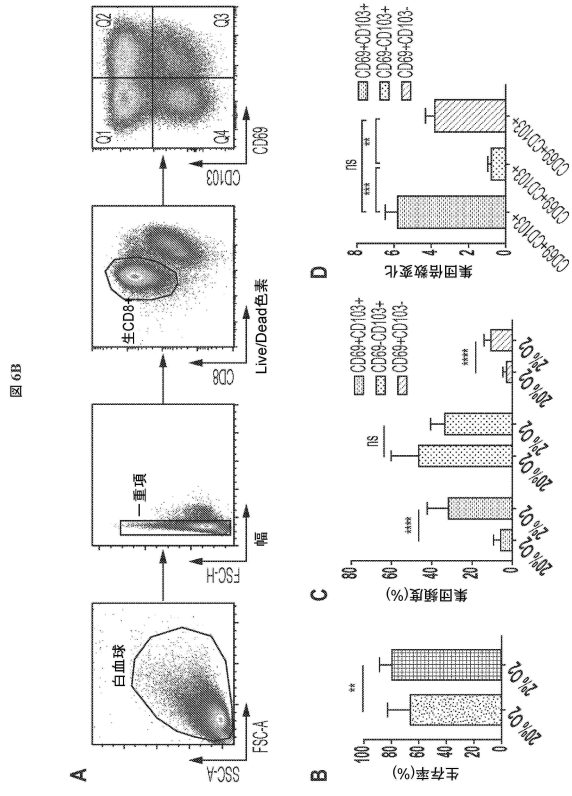 図 6B
A
白血球
SSC-A
FSC-A
一重項
FSC-H
幅
生CD8+
CD8
Live/Dead色素
Q1
Q2
Q3
Q4
CD103
CD69
B
生存率(%)
100
80
60
40
20
0
**
20% O2
2% O2
C
集団頻度(%)
80
60
40
20
0
CD69+CD103+
CD69-CD103+
CD69+CD103-
****
ns
****
20% O2
2% O2
20% O2
2% O2
20% O2
2% O2
D
集団倍数変化
8
6
4
2
0
CD69+CD103+
CD69-CD103+
CD69+CD103-
ns
***
**
CD69+CD103+
CD69+CD103+
CD69+CD103+